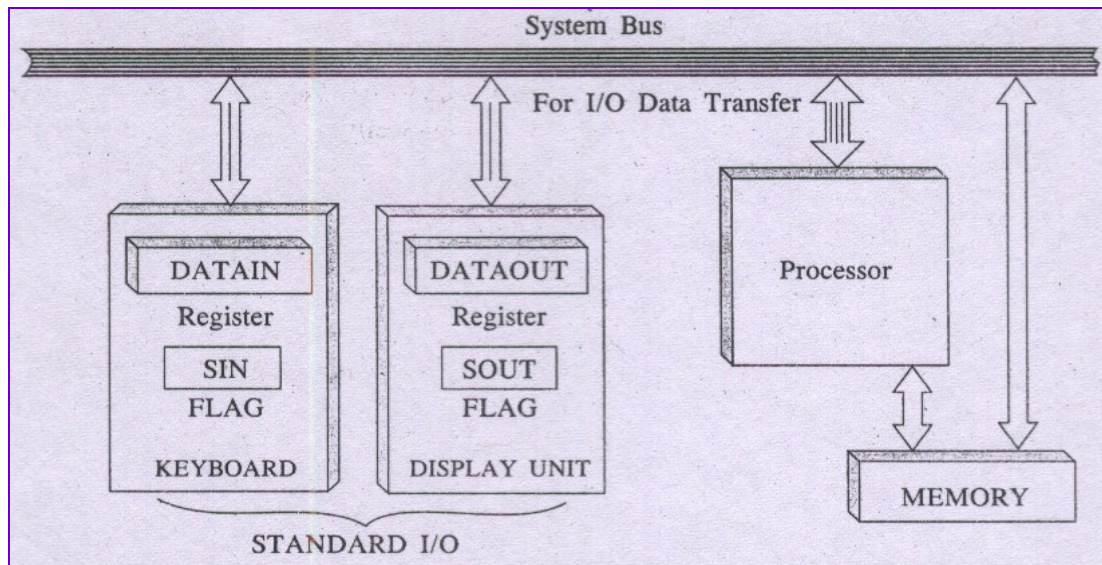 System Bus
For I/O Data Transfer
DATAIN
Register
SIN
FLAG
KEYBOARD
DATAOUT
Register
SOUT
FLAG
DISPLAY UNIT
STANDARD I/O
Processor
MEMORY